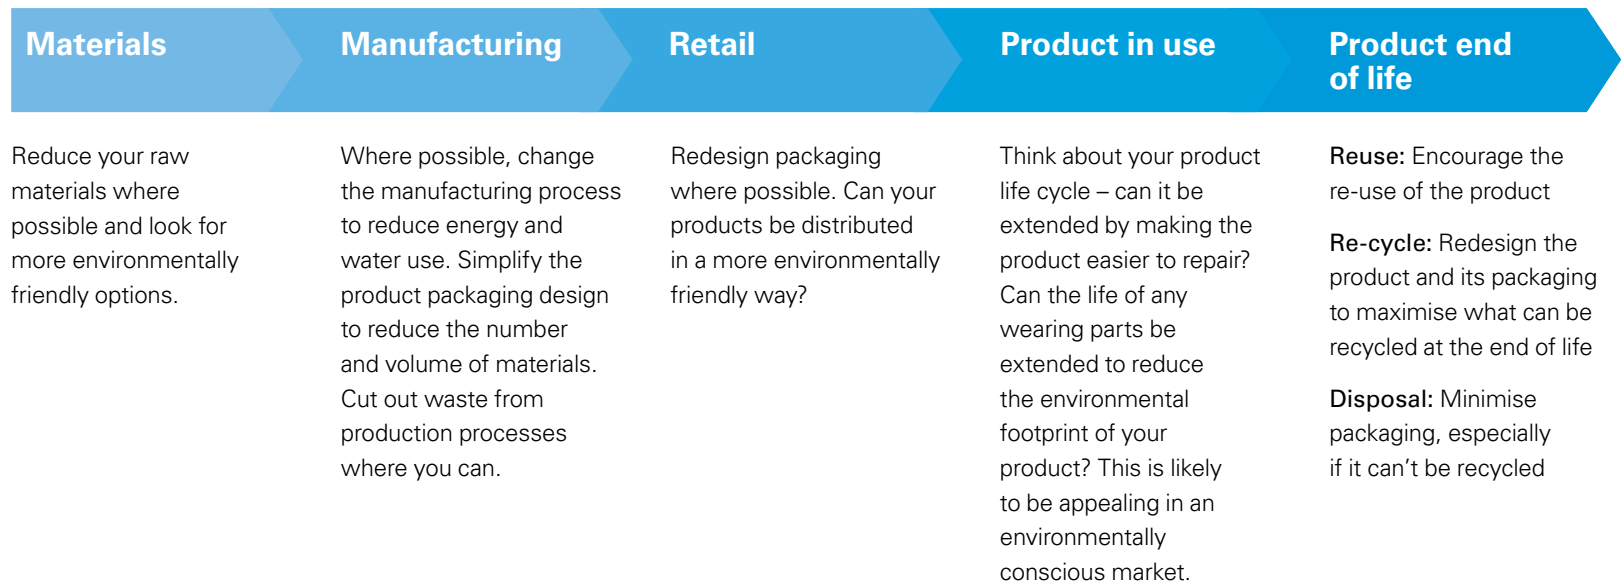 Materials
Manufacturing
Retail
Product in use
Product end
of life
Reduce your raw
materials where
possible and look for
more environmentally
friendly options.
Where possible, change
the manufacturing process
to reduce energy and
water use. Simplify the
product packaging design
to reduce the number
and volume of materials.
Cut out waste from
production processes
where you can.
Redesign packaging
where possible. Can your
products be distributed
in a more environmentally
friendly way?
Think about your product
life cycle – can it be
extended by making the
product easier to repair?
Can the life of any
wearing parts be
extended to reduce
the environmental
footprint of your
product? This is likely
to be appealing in an
environmentally
conscious market.
Reuse: Encourage the
re-use of the product
Re-cycle: Redesign the
product and its packaging
to maximise what can be
recycled at the end of life
Disposal: Minimise
packaging, especially
if it can't be recycled